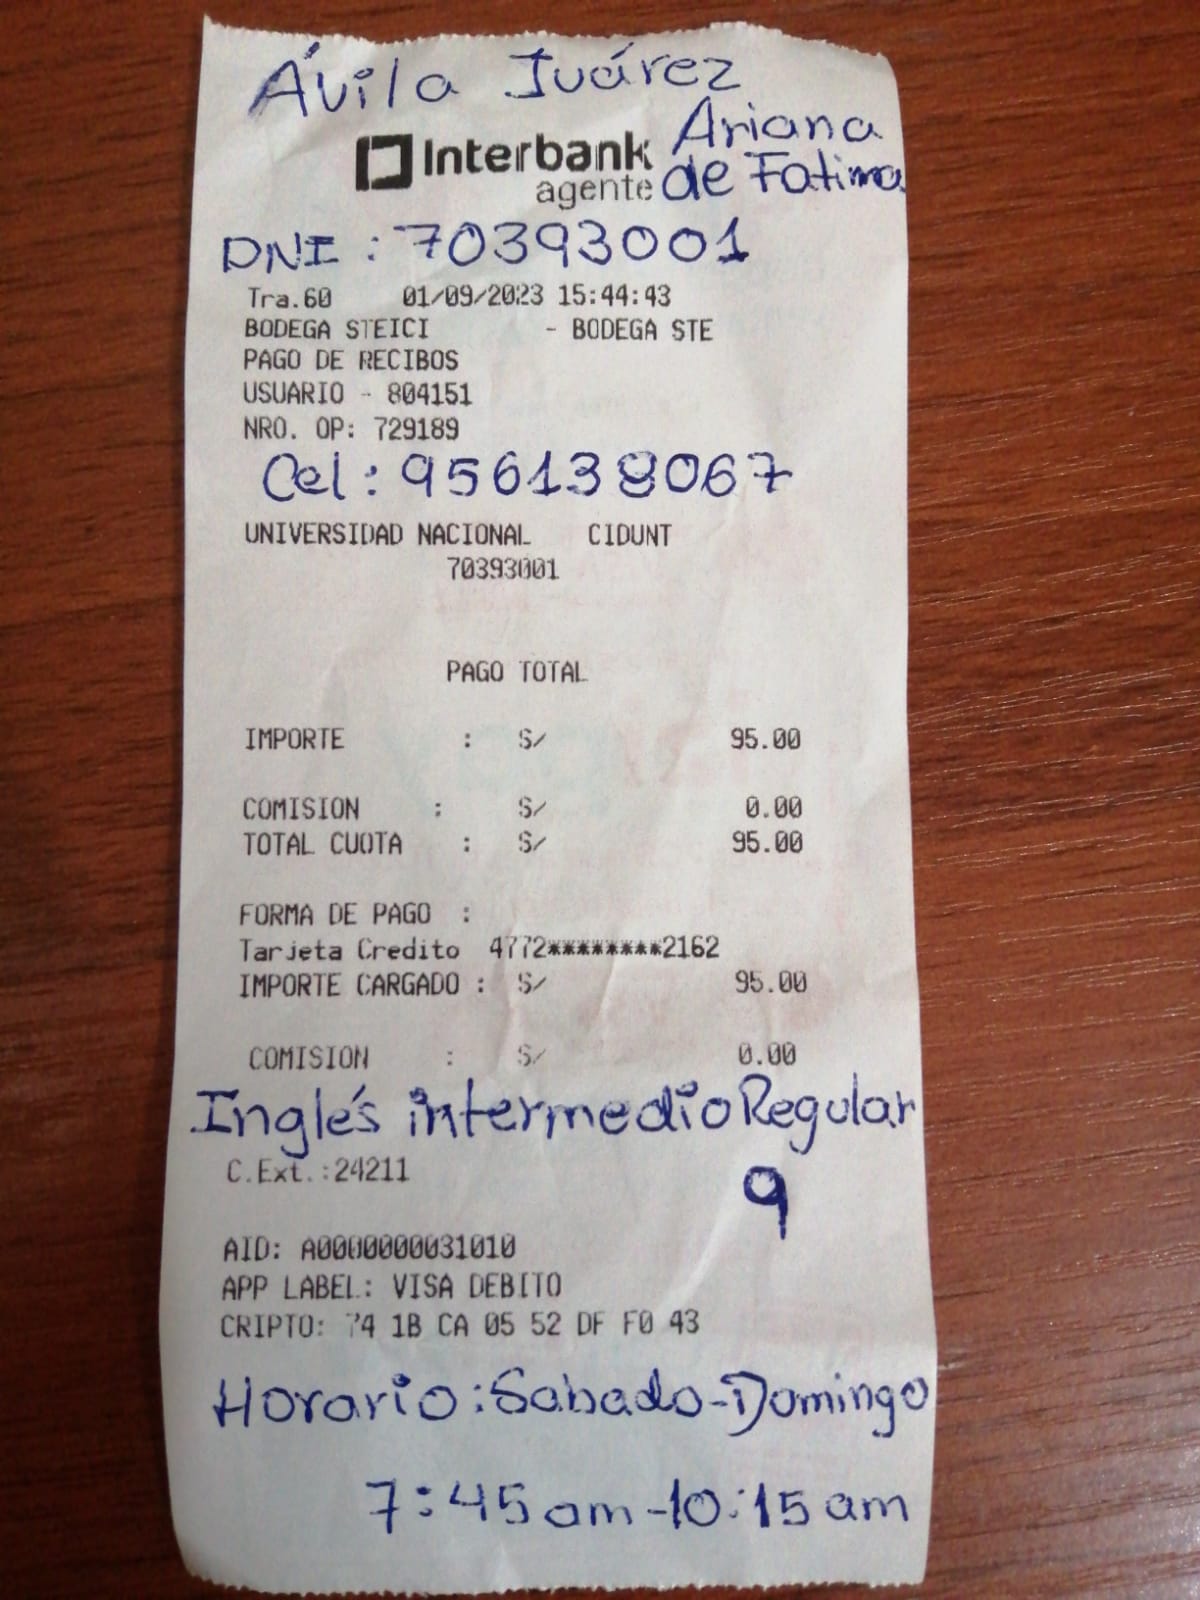 Ávila Juárez
Ariana
Interbank
agente de Fatima
DNI : 70393001
Tra.60 01/09/2023 15:44:43
BODEGA STEICI - BODEGA STE
PAGO DE RECIBOS
USUARIO - 804151
NRO. OP: 729189
Cel : 956138067
UNIVERSIDAD NACIONAL CIDUNT
70393001
PAGO TOTAL
IMPORTE : S/ 95.00
COMISION : S/ 0.00
TOTAL CUOTA : S/ 95.00
FORMA DE PAGO :
Tarjeta Credito 4772********2162
IMPORTE CARGADO : S/ 95.00
COMISION : S/ 0.00
Inglés intermedio Regular
C.Ext.:24211
9
AID: A0000000031010
APP LABEL: VISA DEBITO
CRIPTO: 74 1B CA 05 52 DF F0 43
Horario : Sabado-Domingo
7:45 am-10:15 am